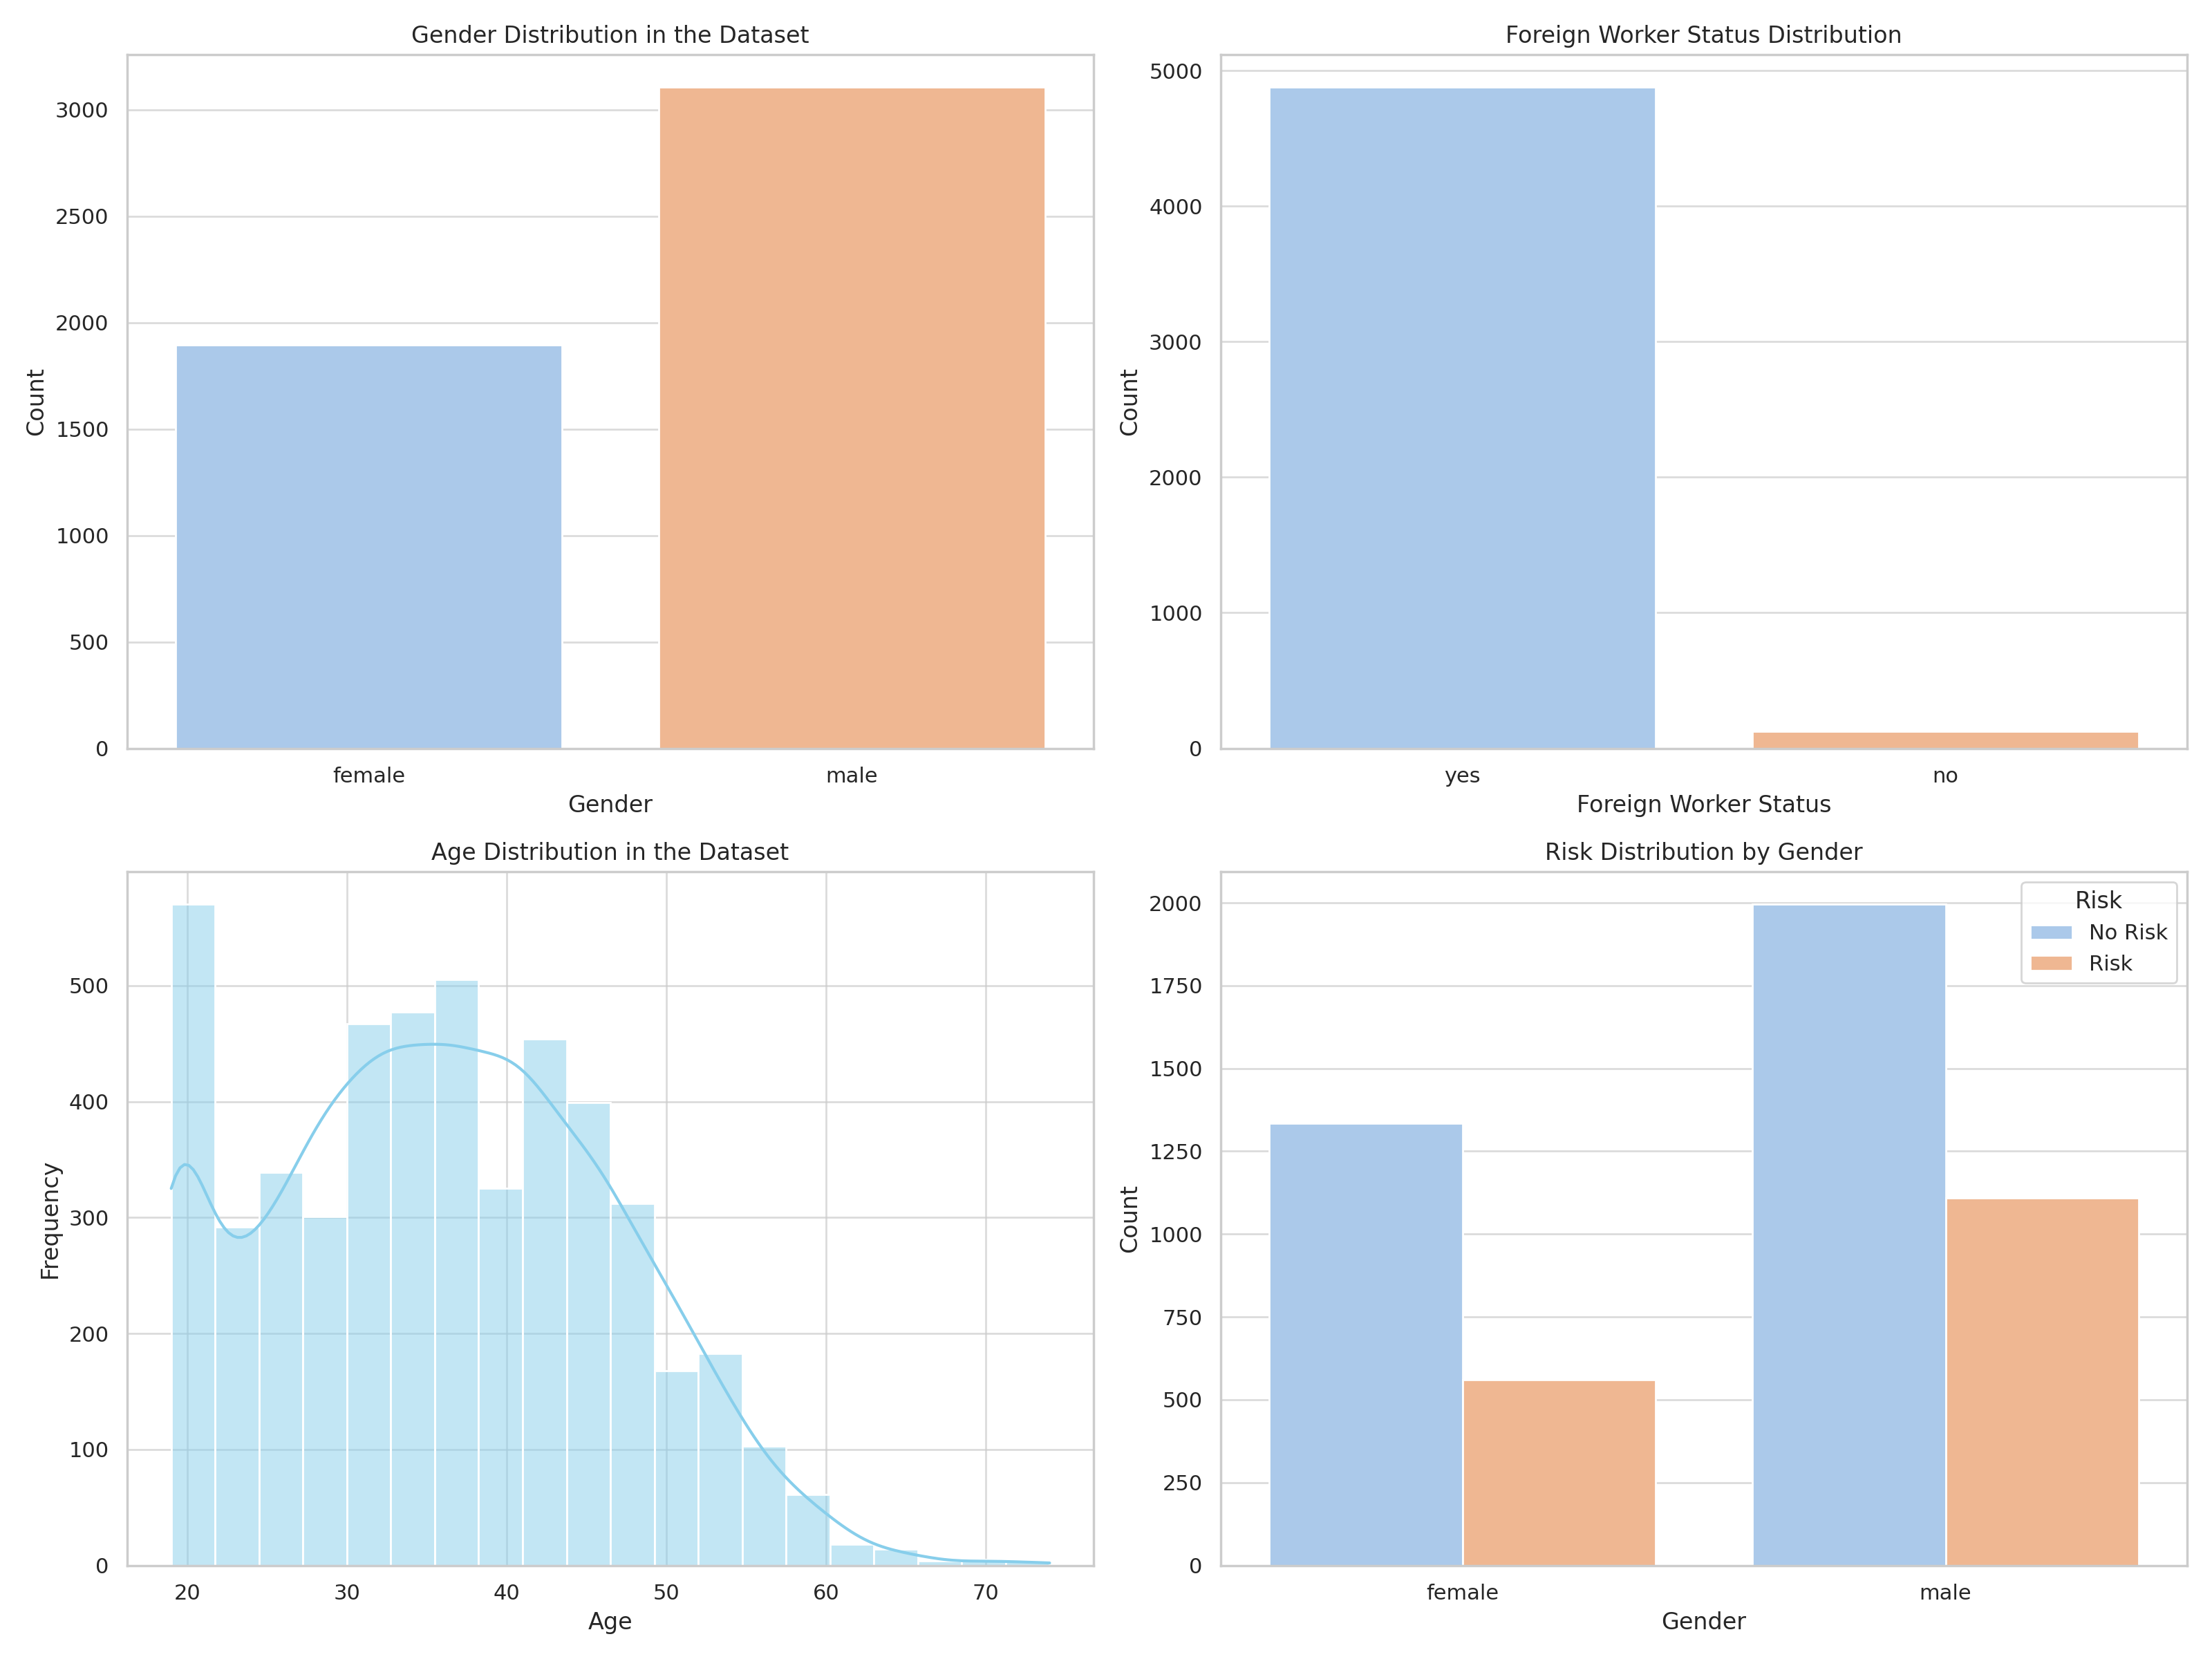 Gender Distribution in the Dataset
Count
3000
2500
2000
1500
1000
500
0
female male
Gender
Foreign Worker Status Distribution
Count
5000
4000
3000
2000
1000
0
yes no
Foreign Worker Status
Age Distribution in the Dataset
Frequency
500
400
300
200
100
0
20 30 40 50 60 70
Age
Risk Distribution by Gender
Risk
No Risk
Risk
Count
2000
1750
1500
1250
1000
750
500
250
0
female male
Gender